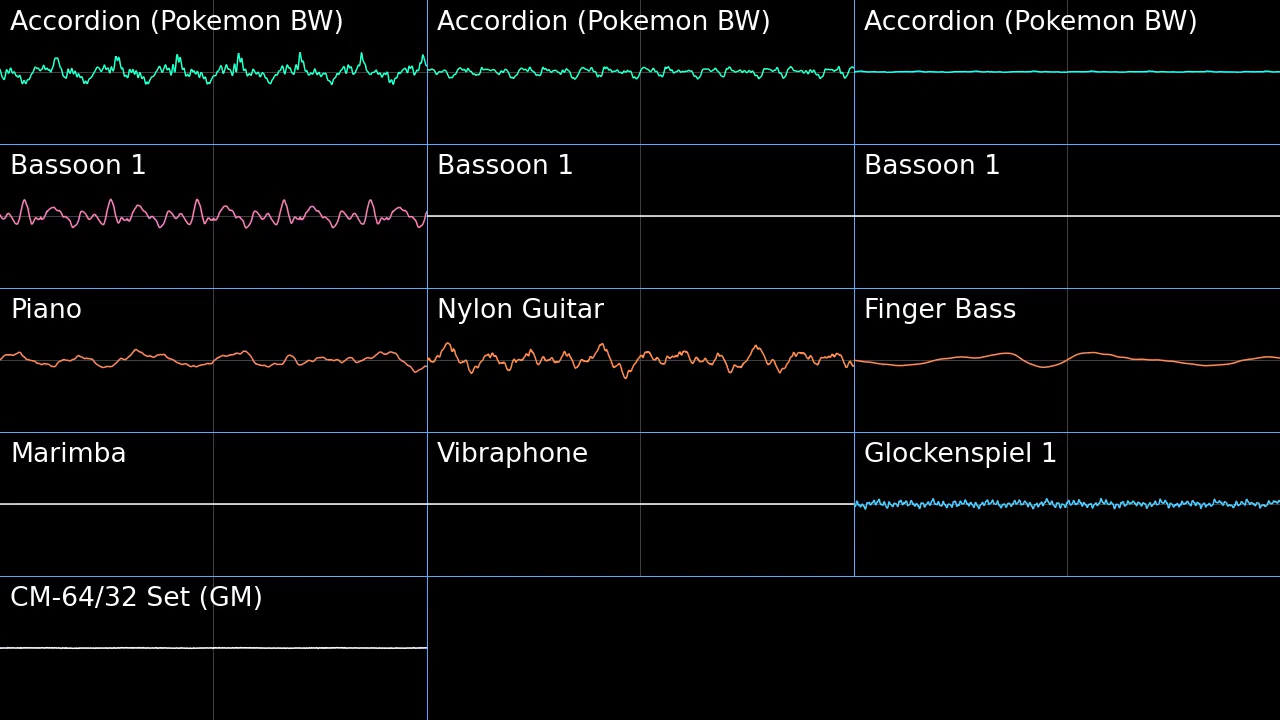 Accordion (Pokemon BW)
Accordion (Pokemon BW)
Accordion (Pokemon BW)
Bassoon 1
Bassoon 1
Bassoon 1
Piano
Nylon Guitar
Finger Bass
Marimba
Vibraphone
Glockenspiel 1
CM-64/32 Set (GM)